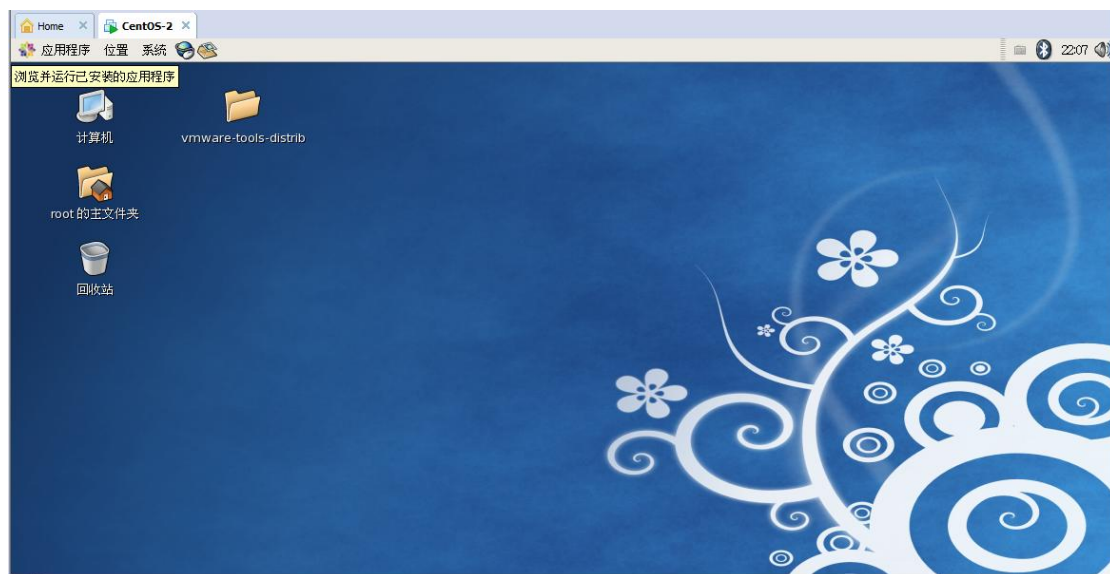 Home
CentOS-2
应用程序 位置 系统
22:07
浏览并运行已安装的应用程序
计算机
vmware-tools-distrib
root 的主文件夹
回收站